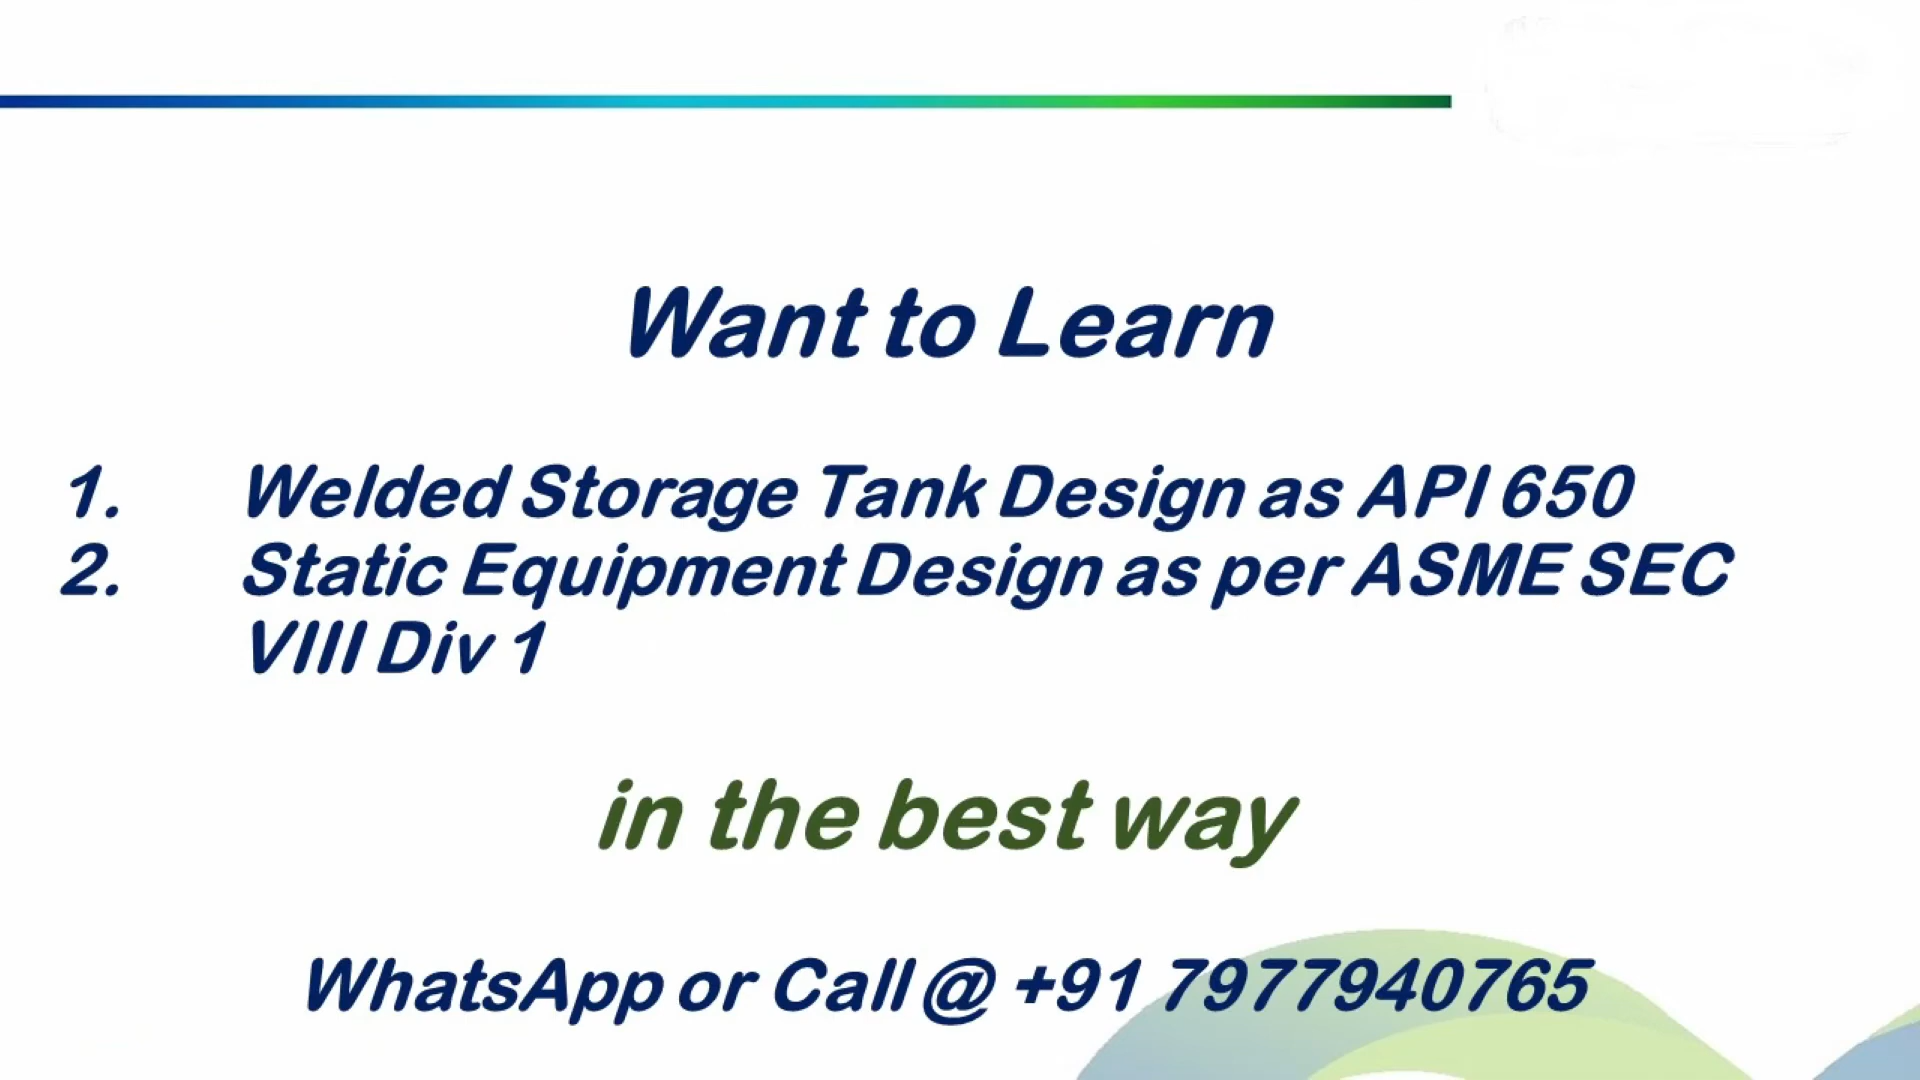 Want to Learn
1. Welded Storage Tank Design as API 650
2. Static Equipment Design as per ASME SEC
VIII Div 1
in the best way
WhatsApp or Call @ +91 7977940765